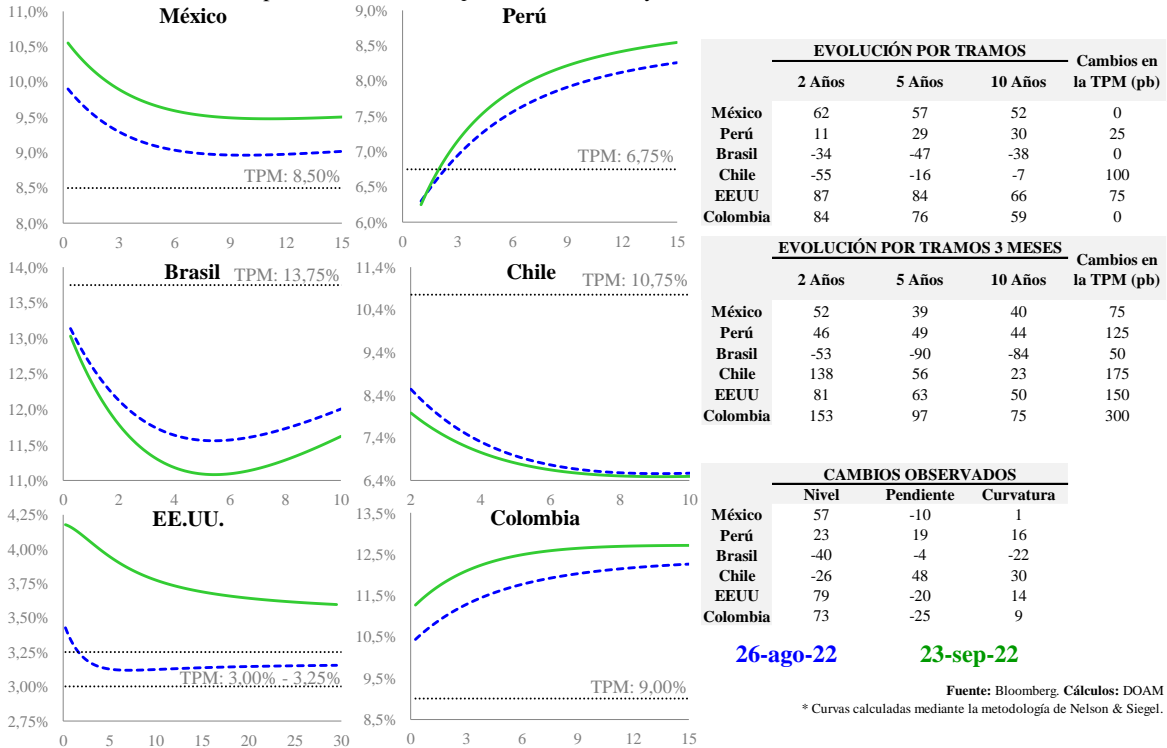 México
11,0%
10,5%
10,0%
9,5%
9,0%
8,5%
8,0%
TPM: 8,50%
0 3 6 9 12 15
Perú
9,0%
8,5%
8,0%
7,5%
7,0%
6,5%
6,0%
TPM: 6,75%
0 3 6 9 12 15
Brasil
TPM: 13,75%
14,0%
13,5%
13,0%
12,5%
12,0%
11,5%
11,0%
0 2 4 6 8 10
Chile
TPM: 10,75%
11,4%
10,4%
9,4%
8,4%
7,4%
6,4%
2 4 6 8 10
EE.UU.
4,25%
4,00%
3,75%
3,50%
3,25%
3,00%
2,75%
TPM: 3,00% - 3,25%
0 5 10 15 20 25 30
Colombia
13,5%
12,5%
11,5%
10,5%
9,5%
8,5%
TPM: 9,00%
0 3 6 9 12 15
EVOLUCIÓN POR TRAMOS
2 Años 5 Años 10 Años Cambios en la TPM (pb)
México 62 57 52 0
Perú 11 29 30 25
Brasil -34 -47 -38 0
Chile -55 -16 -7 100
EEUU 87 84 66 75
Colombia 84 76 59 0
EVOLUCIÓN POR TRAMOS 3 MESES
2 Años 5 Años 10 Años Cambios en la TPM (pb)
México 52 39 40 75
Perú 46 49 44 125
Brasil -53 -90 -84 50
Chile 138 56 23 175
EEUU 81 63 50 150
Colombia 153 97 75 300
CAMBIOS OBSERVADOS
Nivel Pendiente Curvatura
México 57 -10 1
Perú 23 19 16
Brasil -40 -4 -22
Chile -26 48 30
EEUU 79 -20 14
Colombia 73 -25 9
26-ago-22 23-sep-22
Fuente: Bloomberg. Cálculos: DOAM
* Curvas calculadas mediante la metodología de Nelson & Siegel.